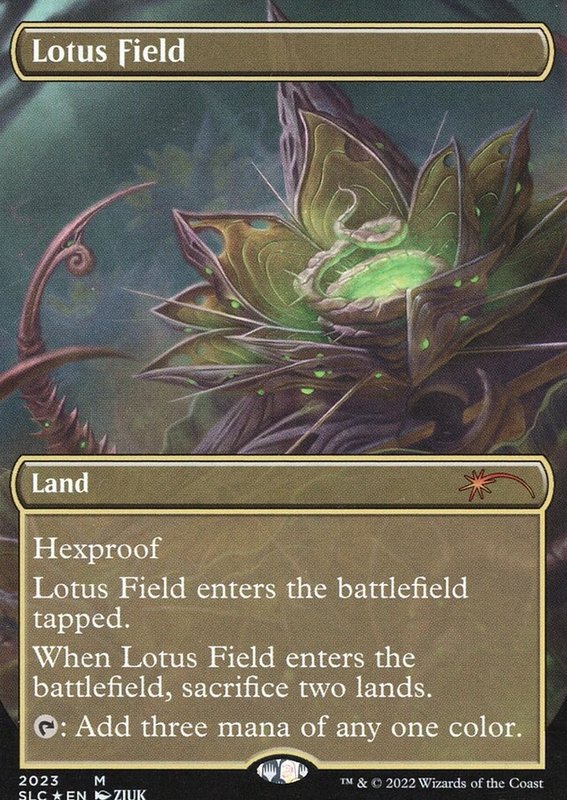 Lotus Field
Land
Hexproof
Lotus Field enters the battlefield
tapped.
When Lotus Field enters the
battlefield, sacrifice two lands.
: Add three mana of any one color.
2023 M
SLC★EN ZIUK
™ & © 2022 Wizards of the Coast